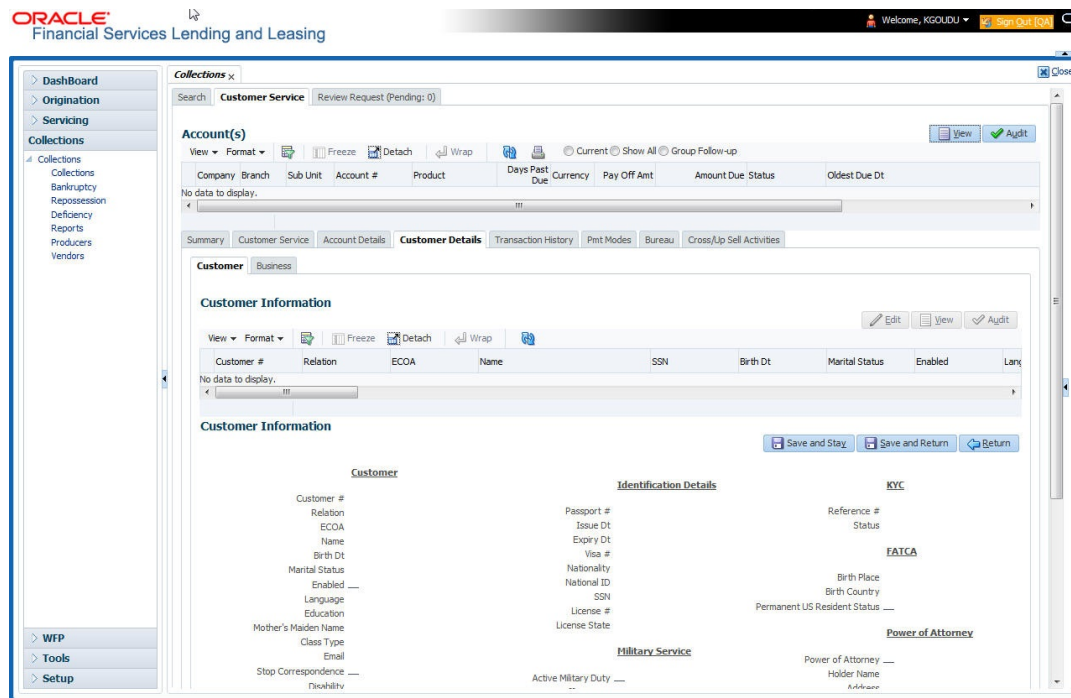 ORACLE
Financial Services Lending and Leasing
Welcome, KGOUDU
Sign Out [QA]
DashBoard
Origination
Servicing
Collections
Collections
Collections
Bankruptcy
Repossession
Deficiency
Reports
Producers
Vendors
WFP
Tools
Setup
Collections x
Close
Search Customer Service Review Request (Pending: 0)
Account(s)
View Audit
View Format Freeze Detach Wrap Current Show All Group Follow-up
Company Branch Sub Unit Account # Product Days Past Due Currency Pay Off Amt Amount Due Status Oldest Due Dt
No data to display.
Summary Customer Service Account Details Customer Details Transaction History Pmt Modes Bureau Cross/Up Sell Activities
Customer Business
Customer Information
Edit View Audit
View Format Freeze Detach Wrap
Customer # Relation ECOA Name SSN Birth Dt Marital Status Enabled Lang
No data to display.
Customer Information
Save and Stay Save and Return Return
Customer
Customer #
Relation
ECOA
Name
Birth Dt
Marital Status
Enabled
Language
Education
Mother's Maiden Name
Class Type
Email
Stop Correspondence
Disability
Identification Details
Passport #
Issue Dt
Expiry Dt
Visa #
Nationality
National ID
SSN
License #
License State
Military Service
Active Military Duty
KYC
Reference #
Status
FATCA
Birth Place
Birth Country
Permanent US Resident Status
Power of Attorney
Power of Attorney
Holder Name
Address